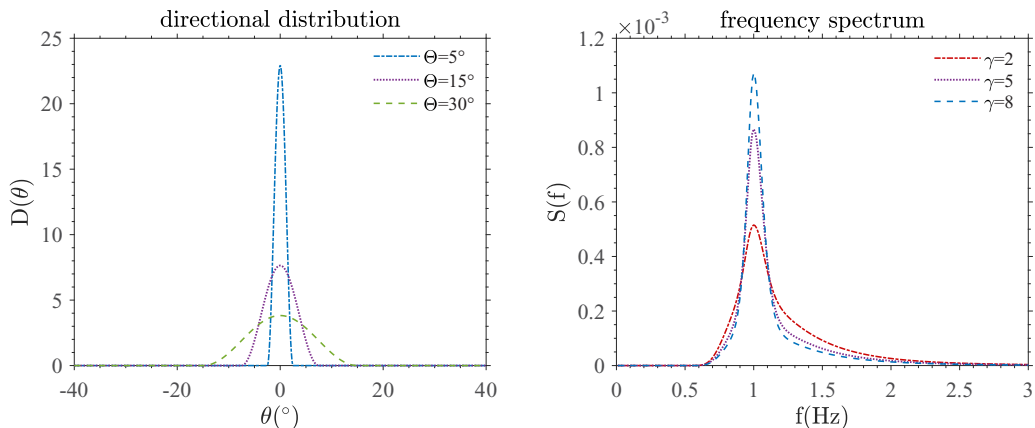 directional distribution
25
20
15
10
5
0
-40
-20
0
20
40
D(θ)
θ(°)
Θ=5°
Θ=15°
Θ=30°
frequency spectrum
×10⁻³
1.2
1
0.8
0.6
0.4
0.2
0
0
0.5
1
1.5
2
2.5
3
S(f)
f(Hz)
γ=2
γ=5
γ=8